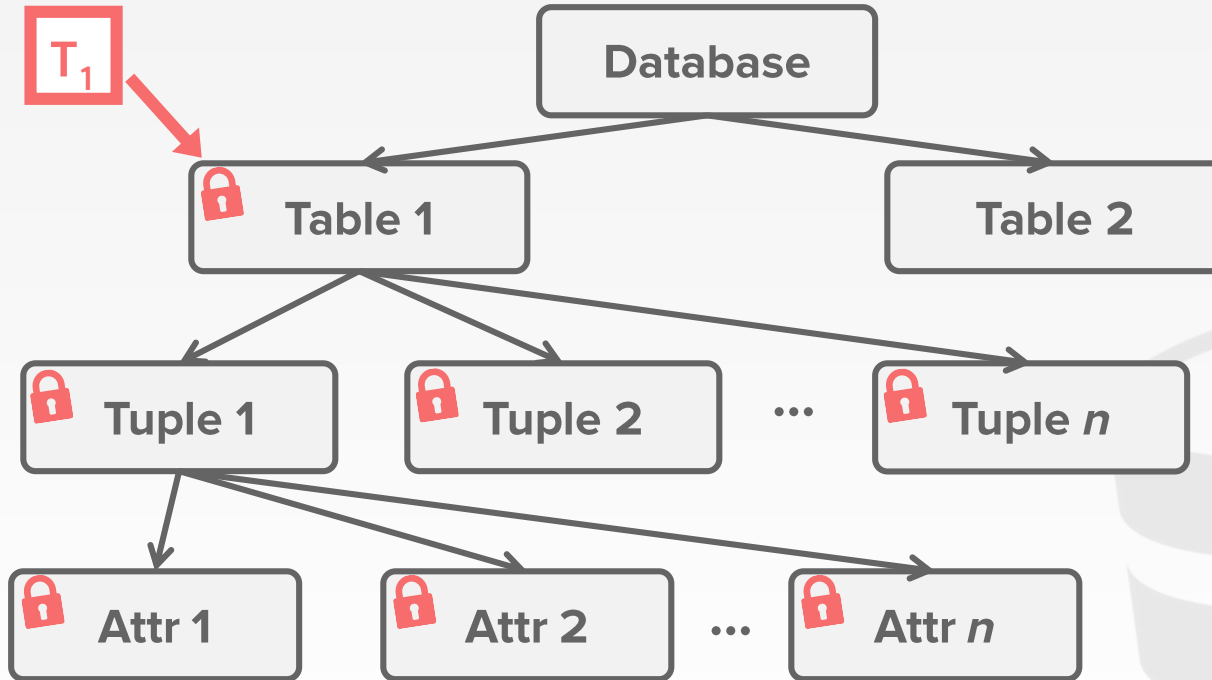 T₁
Database
Table 1
Table 2
Tuple 1
Tuple 2
...
Tuple n
Attr 1
Attr 2
...
Attr n